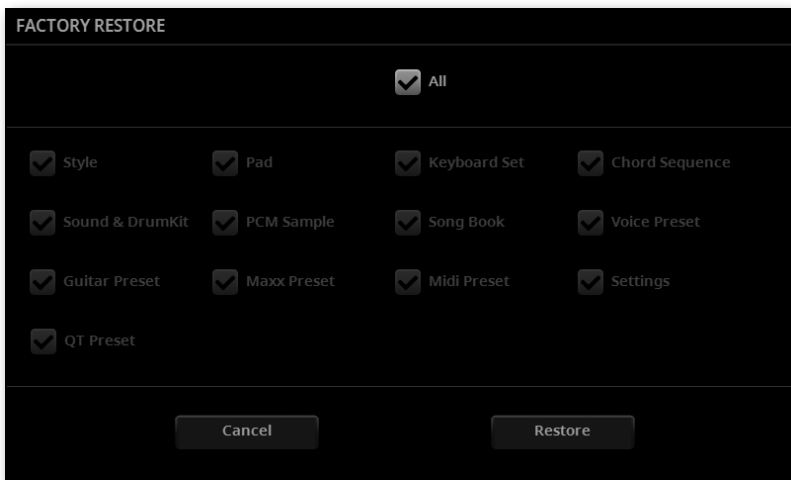 FACTORY RESTORE
All
Style Pad Keyboard Set Chord Sequence
Sound & DrumKit PCM Sample Song Book Voice Preset
Guitar Preset Maxx Preset Midi Preset Settings
QT Preset
Cancel Restore